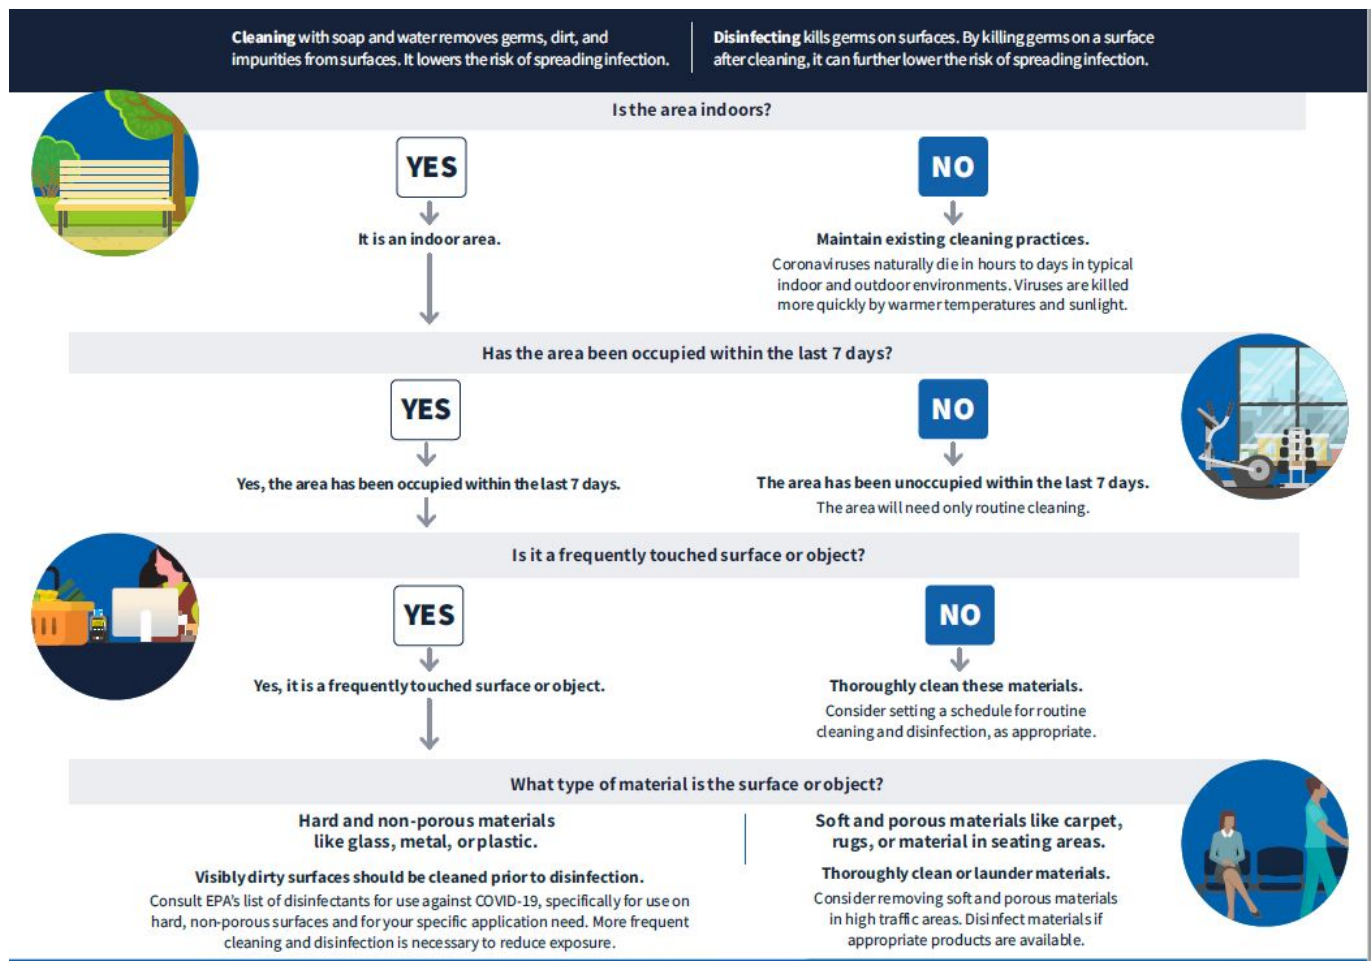 Cleaning with soap and water removes germs, dirt, and
impurities from surfaces. It lowers the risk of spreading infection.
Disinfecting kills germs on surfaces. By killing germs on a surface
after cleaning, it can further lower the risk of spreading infection.
Is the area indoors?
YES
It is an indoor area.
NO
Maintain existing cleaning practices.
Coronaviruses naturally die in hours to days in typical
indoor and outdoor environments. Viruses are killed
more quickly by warmer temperatures and sunlight.
Has the area been occupied within the last 7 days?
YES
Yes, the area has been occupied within the last 7 days.
NO
The area has been unoccupied within the last 7 days.
The area will need only routine cleaning.
Is it a frequently touched surface or object?
YES
Yes, it is a frequently touched surface or object.
NO
Thoroughly clean these materials.
Consider setting a schedule for routine
cleaning and disinfection, as appropriate.
What type of material is the surface or object?
Hard and non-porous materials
like glass, metal, or plastic.
Visibly dirty surfaces should be cleaned prior to disinfection.
Consult EPA's list of disinfectants for use against COVID-19, specifically for use on
hard, non-porous surfaces and for your specific application need. More frequent
cleaning and disinfection is necessary to reduce exposure.
Soft and porous materials like carpet,
rugs, or material in seating areas.
Thoroughly clean or launder materials.
Consider removing soft and porous materials
in high traffic areas. Disinfect materials if
appropriate products are available.